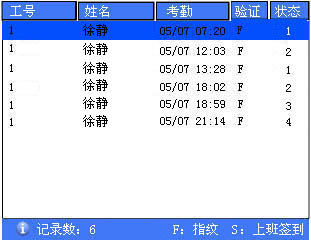 工号 姓名 考勤 验证 状态
1 徐静 05/07 07:20 F 1
1 徐静 05/07 12:03 F 2
1 徐静 05/07 13:28 F 1
1 徐静 05/07 18:02 F 2
1 徐静 05/07 18:59 F 3
1 徐静 05/07 21:14 F 4
记录数: 6 F: 指纹 S: 上班签到